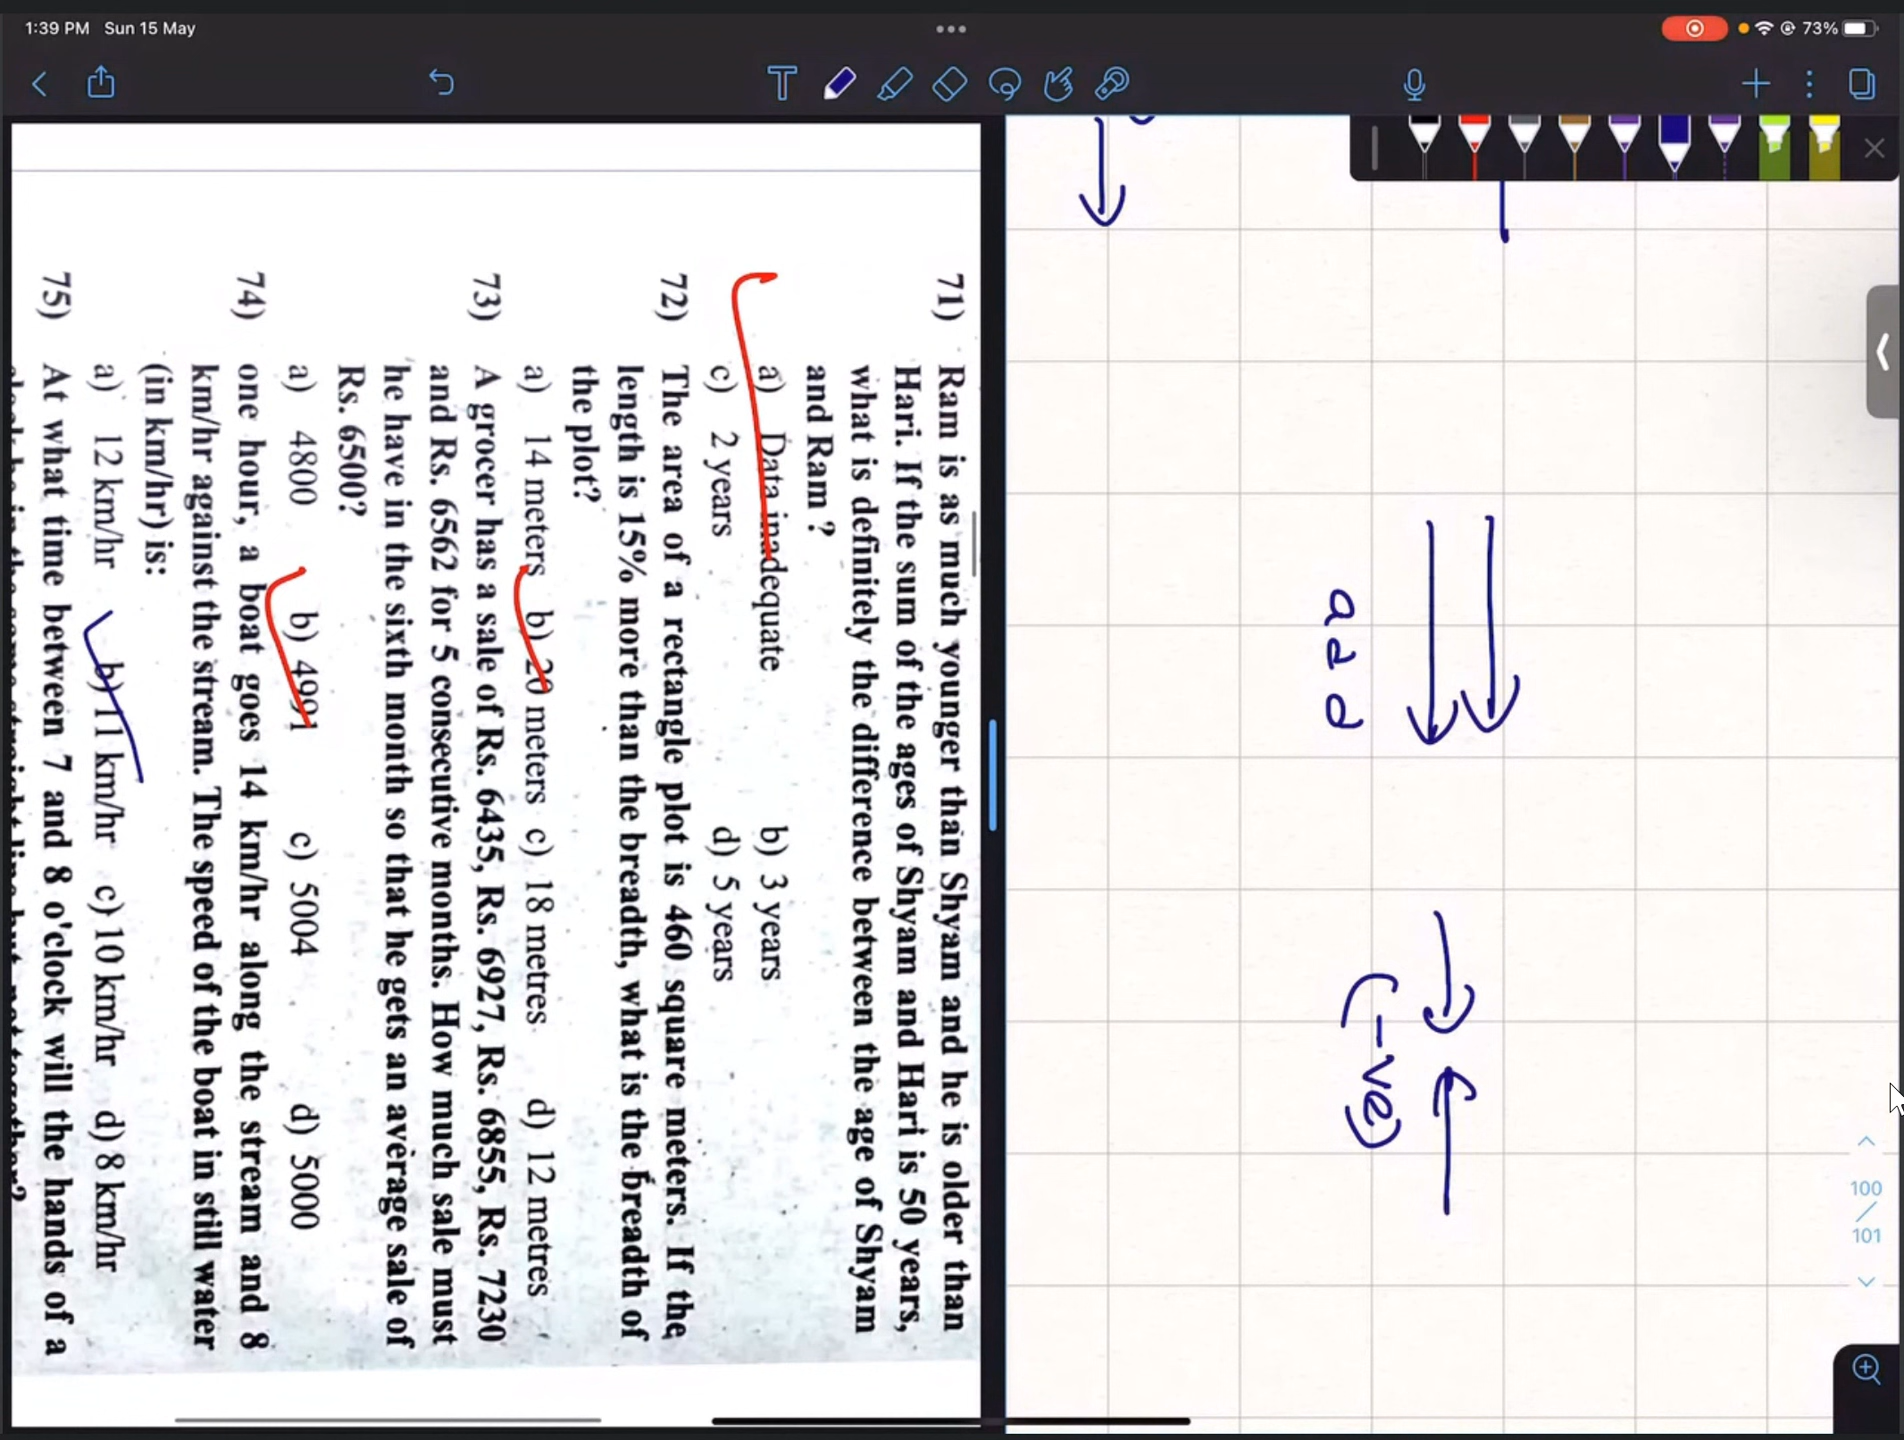 1:39 PM Sun 15 May
73%
71) Ram is as much younger than Shyam and he is older than
Hari. If the sum of the ages of Shyam and Hari is 50 years,
what is definitely the difference between the age of Shyam
and Ram ?
a) Data inadequate b) 3 years
c) 2 years d) 5 years
72) The area of a rectangle plot is 460 square meters. If the
length is 15% more than the breadth, what is the breadth of
the plot?
a) 14 meters b) 20 meters c) 18 metres d) 12 metres
73) A grocer has a sale of Rs. 6435, Rs. 6927, Rs. 6855, Rs. 7230
and Rs. 6562 for 5 consecutive months. How much sale must
he have in the sixth month so that he gets an average sale of
Rs. 6500?
a) 4800 b) 4991 c) 5004 d) 5000
74) one hour, a boat goes 14 km/hr along the stream and 8
km/hr against the stream. The speed of the boat in still water
(in km/hr) is:
a) 12 km/hr b) 11 km/hr c) 10 km/hr d) 8 km/hr
75) At what time between 7 and 8 o'clock will the hands of a
add
(-ve)
100
/
101